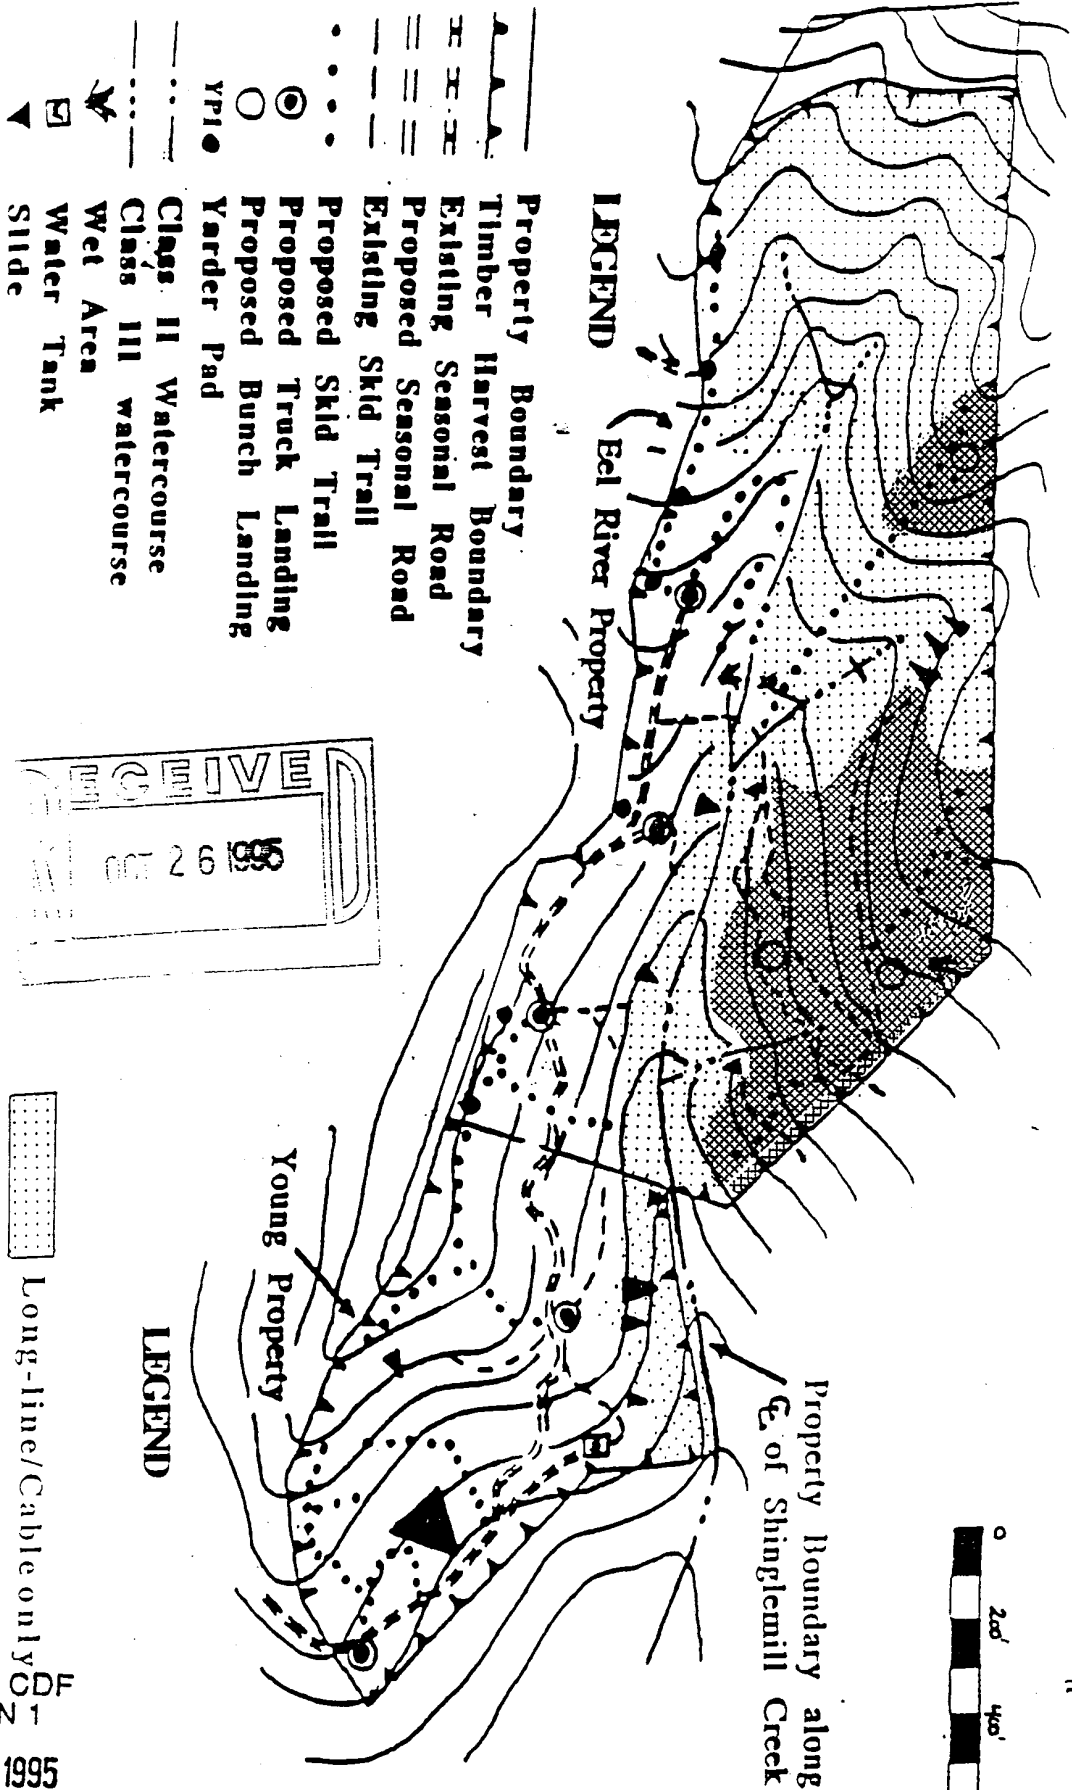 LEGEND
Property Boundary
Timber Harvest Boundary
Existing Seasonal Road
Proposed Seasonal Road
Existing Skid Trail
Proposed Skid Trail
Proposed Truck Landing
Proposed Bunch Landing
YPI Yarder Pad
Class II Watercourse
Class III watercourse
Wet Area
Water Tank
Slide
Eel River Property
Young Property
Property Boundary along
℄ of Shinglemill Creek
0 200' 400'
LEGEND
Long-line/Cable only
RECEIVED
OCT 26 1995
CDF
N 1
1995